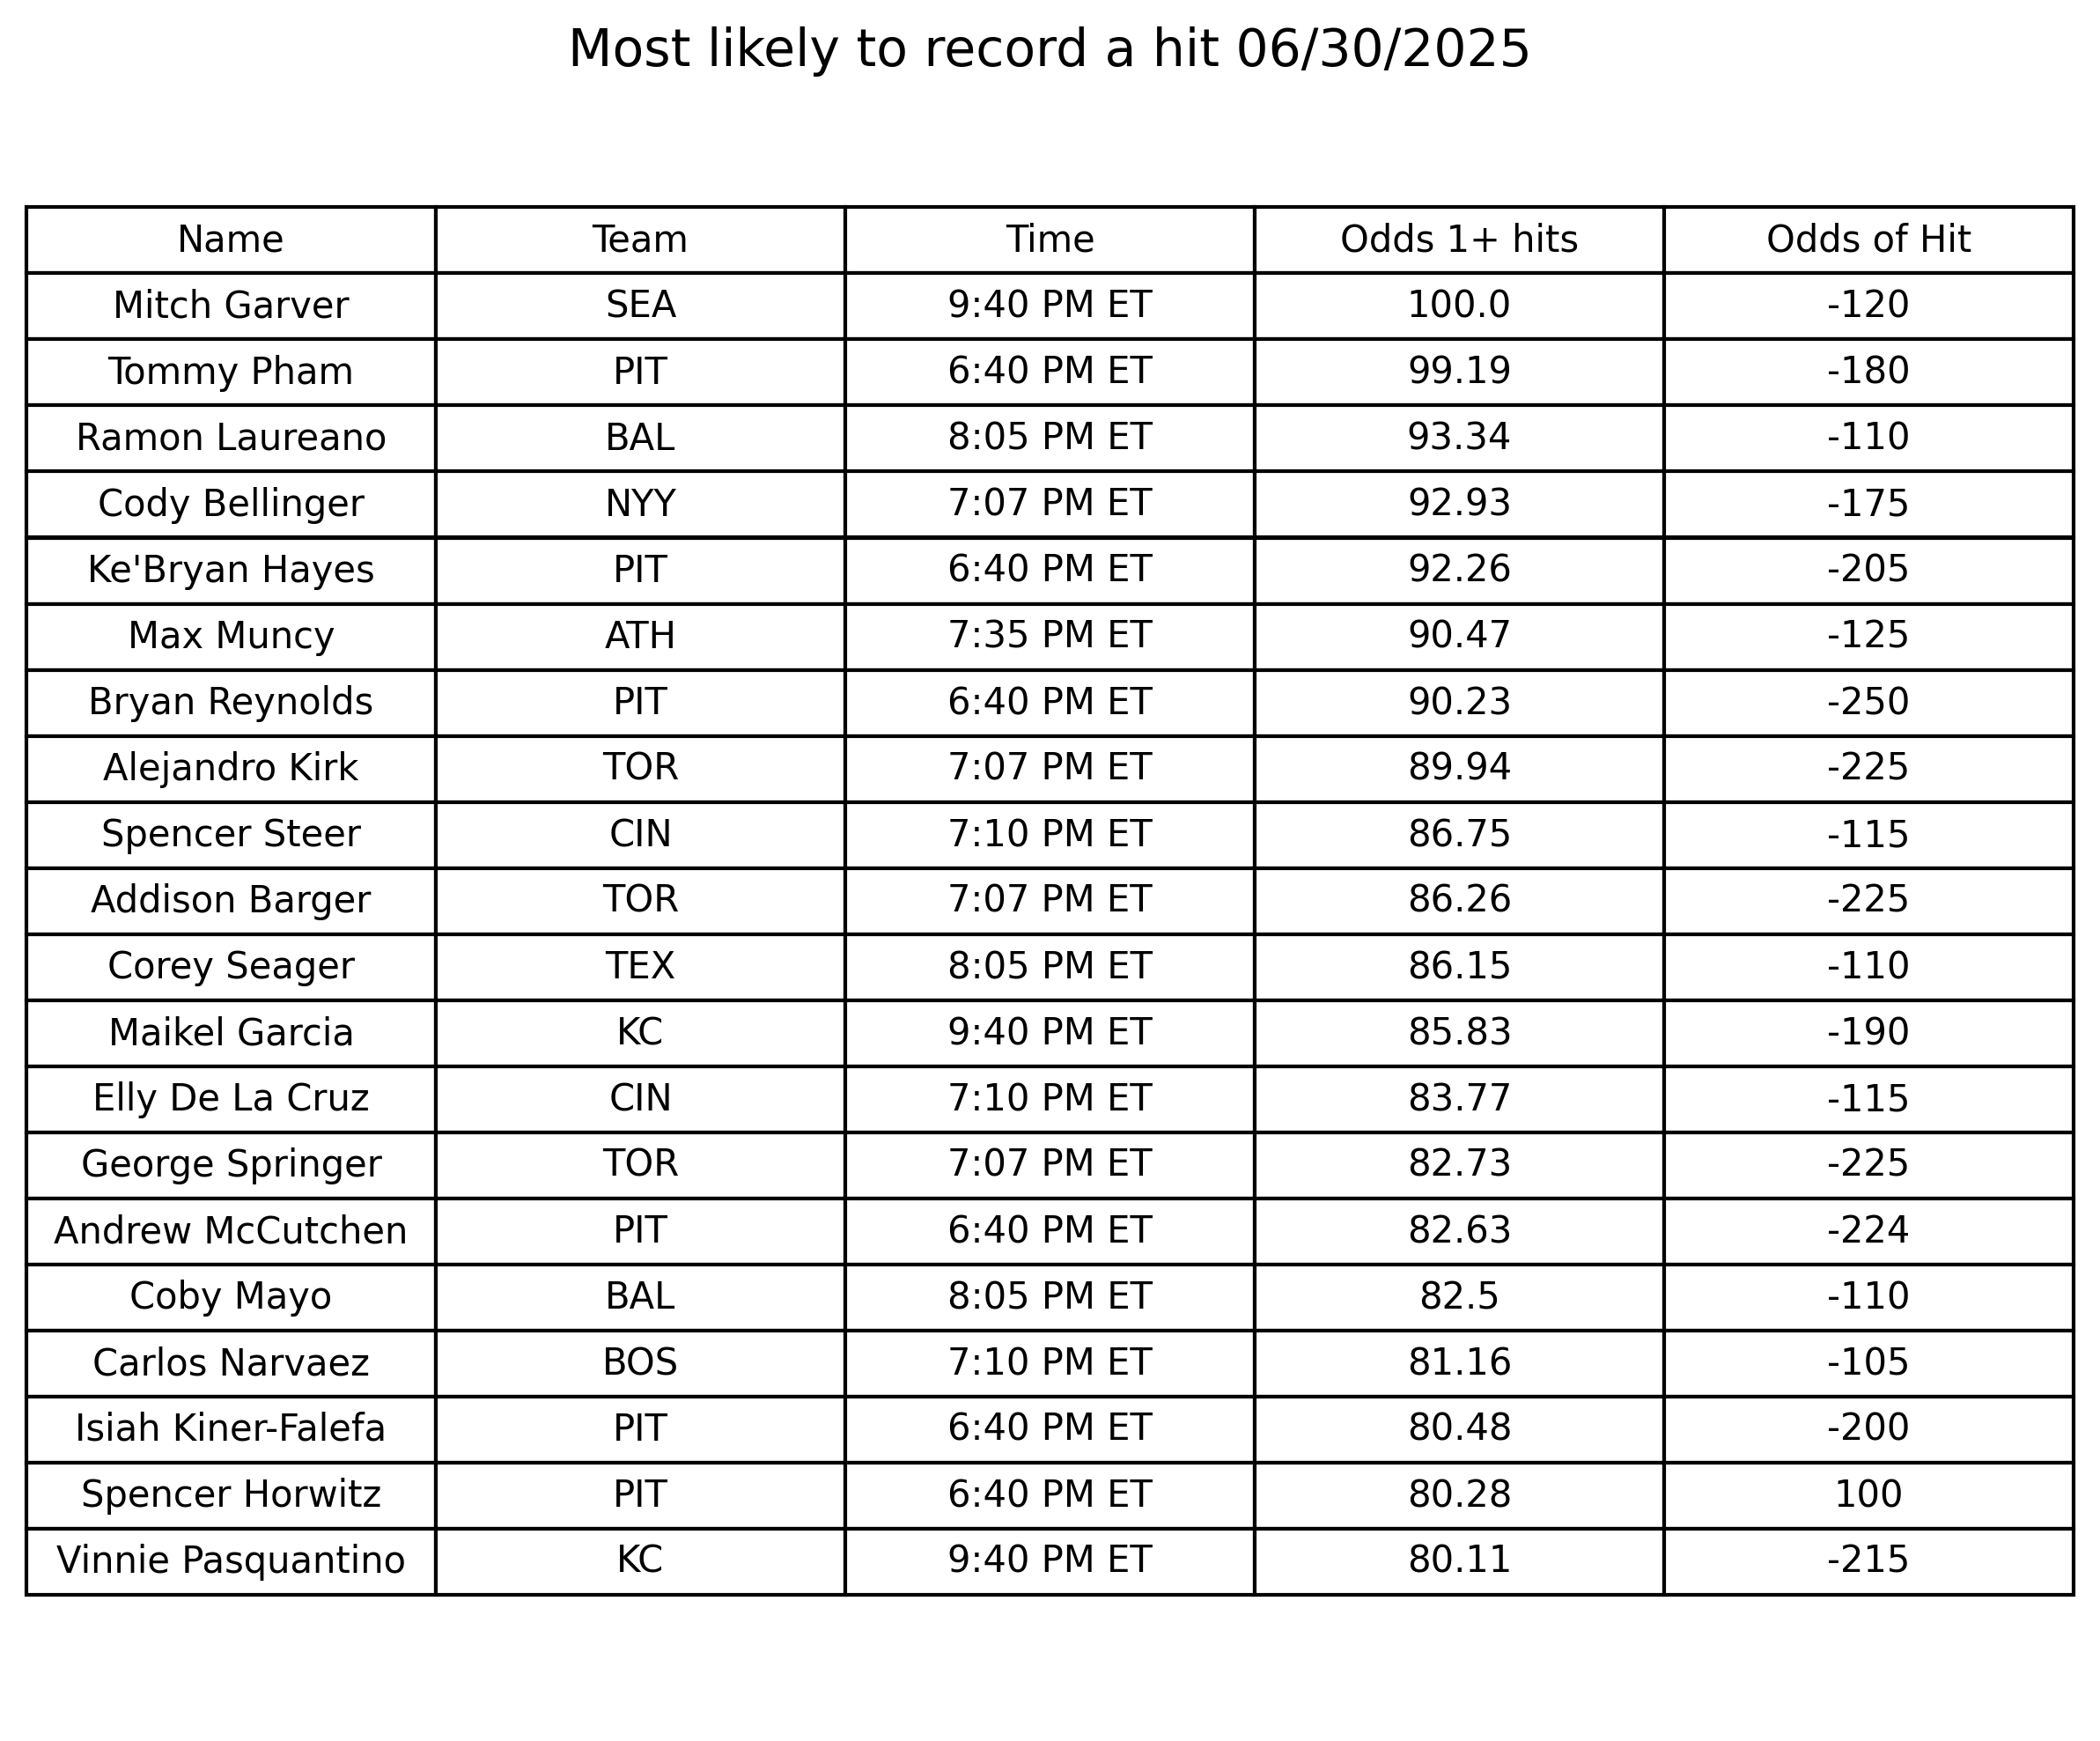 Most likely to record a hit 06/30/2025
Name Team Time Odds 1+ hits Odds of Hit
Mitch Garver SEA 9:40 PM ET 100.0 -120
Tommy Pham PIT 6:40 PM ET 99.19 -180
Ramon Laureano BAL 8:05 PM ET 93.34 -110
Cody Bellinger NYY 7:07 PM ET 92.93 -175
Ke'Bryan Hayes PIT 6:40 PM ET 92.26 -205
Max Muncy ATH 7:35 PM ET 90.47 -125
Bryan Reynolds PIT 6:40 PM ET 90.23 -250
Alejandro Kirk TOR 7:07 PM ET 89.94 -225
Spencer Steer CIN 7:10 PM ET 86.75 -115
Addison Barger TOR 7:07 PM ET 86.26 -225
Corey Seager TEX 8:05 PM ET 86.15 -110
Maikel Garcia KC 9:40 PM ET 85.83 -190
Elly De La Cruz CIN 7:10 PM ET 83.77 -115
George Springer TOR 7:07 PM ET 82.73 -225
Andrew McCutchen PIT 6:40 PM ET 82.63 -224
Coby Mayo BAL 8:05 PM ET 82.5 -110
Carlos Narvaez BOS 7:10 PM ET 81.16 -105
Isiah Kiner-Falefa PIT 6:40 PM ET 80.48 -200
Spencer Horwitz PIT 6:40 PM ET 80.28 100
Vinnie Pasquantino KC 9:40 PM ET 80.11 -215